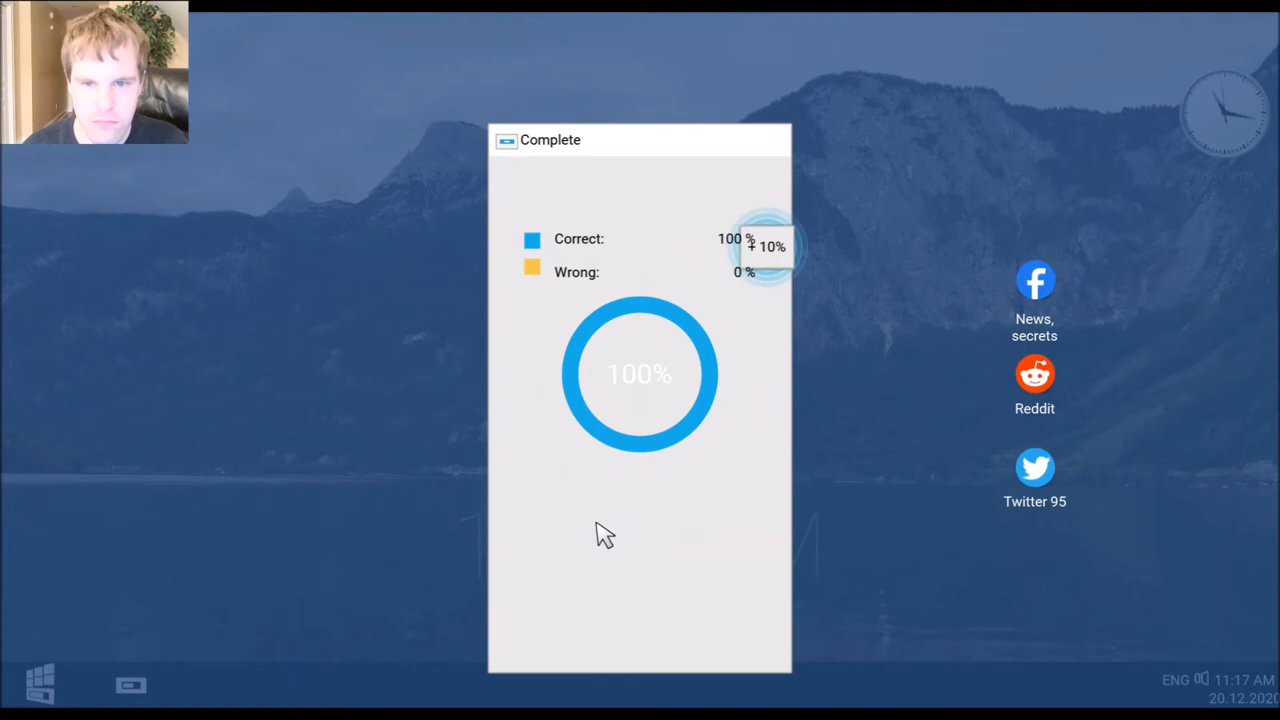 Complete
Correct: 100 %
+ 10%
Wrong: 0 %
100%
News,
secrets
Reddit
Twitter 95
ENG 11:17 AM
20.12.2020